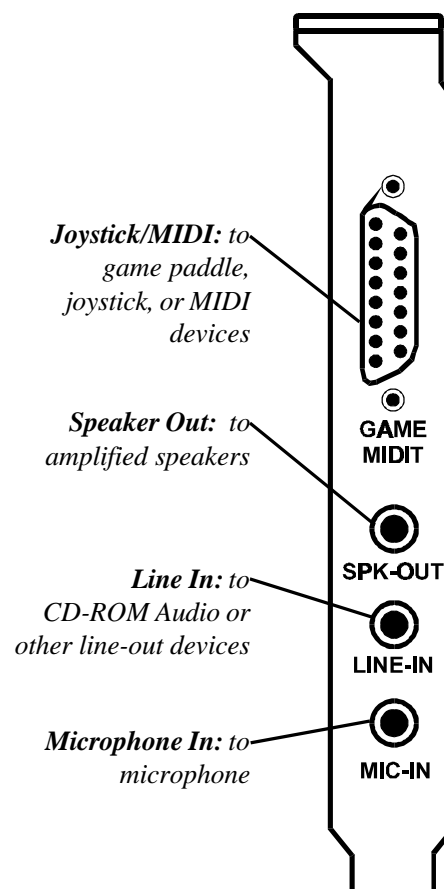 Joystick/MIDI: to
game paddle,
joystick, or MIDI
devices
GAME
MIDIT
Speaker Out: to
amplified speakers
SPK-OUT
Line In: to
CD-ROM Audio or
other line-out devices
LINE-IN
Microphone In: to
microphone
MIC-IN